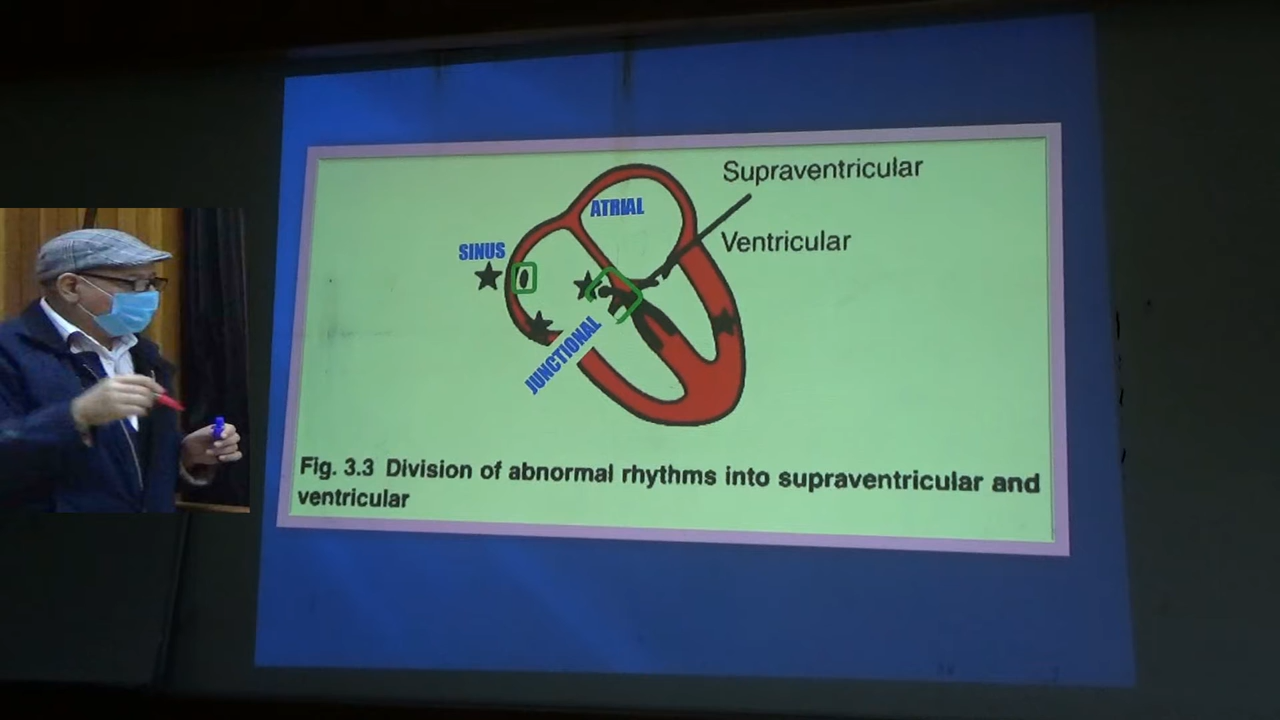 Supraventricular
ATRIAL
Ventricular
SINUS
JUNCTIONAL
Fig. 3.3 Division of abnormal rhythms into supraventricular and
ventricular